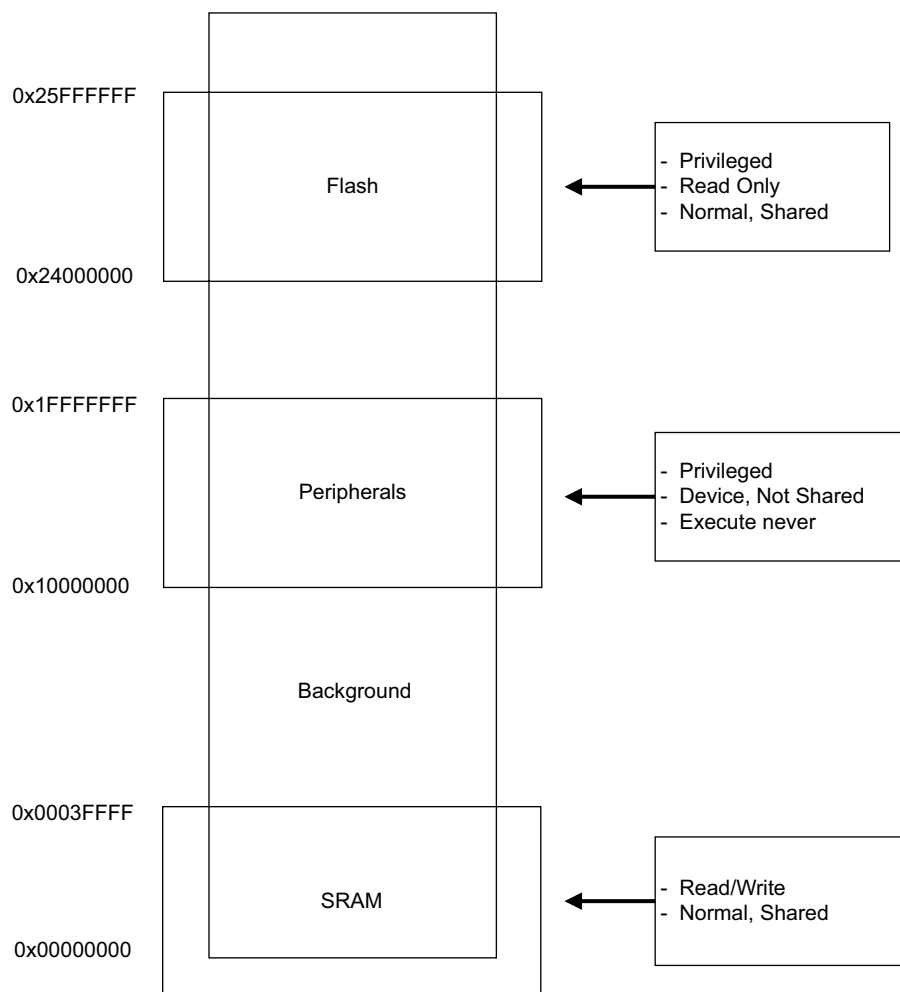 0x25FFFFFF
Flash
- Privileged
- Read Only
- Normal, Shared
0x24000000
0x1FFFFFFF
Peripherals
- Privileged
- Device, Not Shared
- Execute never
0x10000000
Background
0x0003FFFF
SRAM
- Read/Write
- Normal, Shared
0x00000000